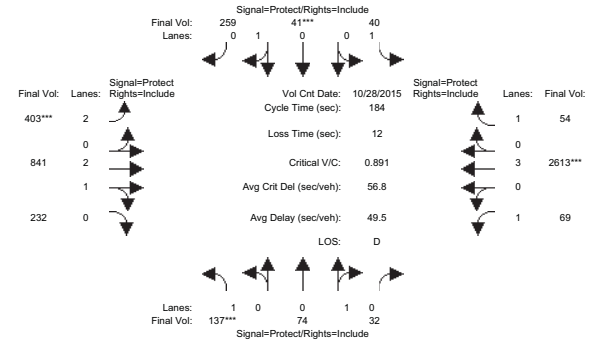 Signal=Protect/Rights=Include
Final Vol: 259 41*** 40
Lanes: 0 1 0 0 1
Signal=Protect
Final Vol: Lanes: Rights=Include
Vol Cnt Date: 10/28/2015
Signal=Protect
Rights=Include Lanes: Final Vol:
Cycle Time (sec): 184
403*** 2
1 54
Loss Time (sec): 12
0
0
841 2
Critical V/C: 0.891
3 2613***
1
Avg Crit Del (sec/veh): 56.8
0
232 0
Avg Delay (sec/veh): 49.5
1 69
LOS: D
Lanes: 1 0 0 1 0
Final Vol: 137*** 74 32
Signal=Protect/Rights=Include